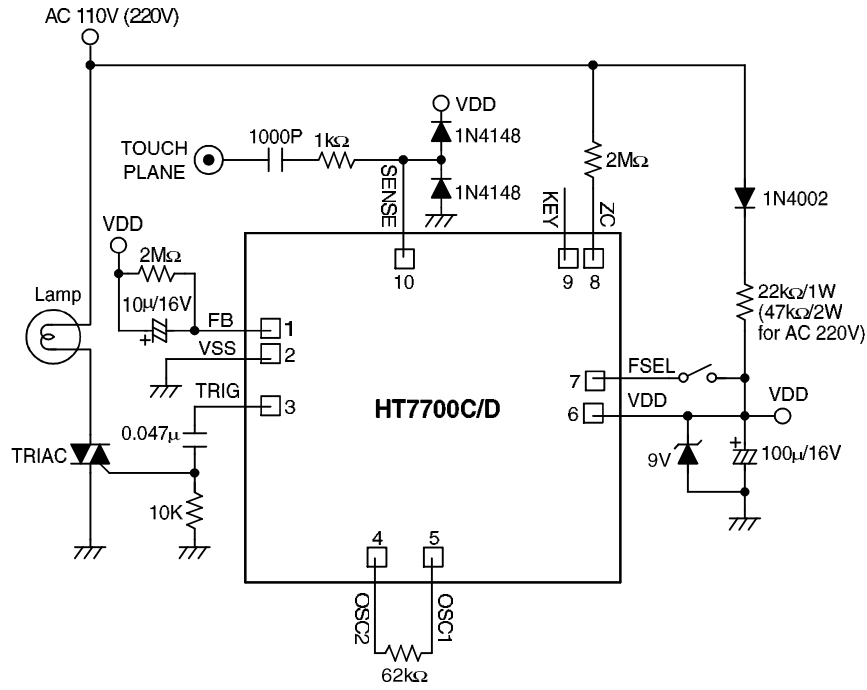 AC 110V (220V)
TOUCH
PLANE
1000P
1kΩ
VDD
1N4148
1N4148
2MΩ
1N4002
SENSE
KEY
ZC
VDD
2MΩ
10μ/16V
Lamp
FB
VSS
TRIG
10
9
8
1
2
3
22kΩ/1W
(47kΩ/2W
for AC 220V)
HT7700C/D
7
6
FSEL
VDD
VDD
0.047μ
TRIAC
10K
9V
100μ/16V
4
5
OSC2
OSC1
62kΩ